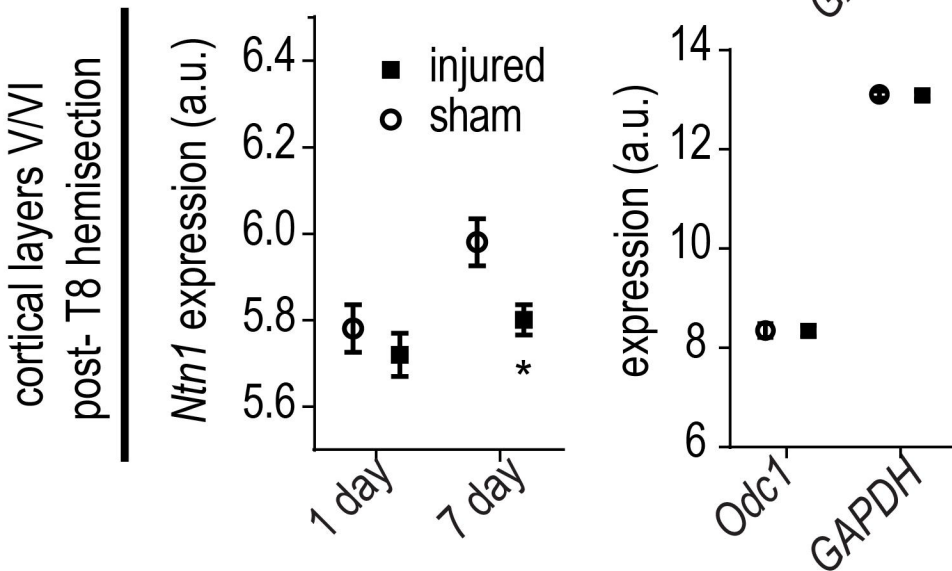 cortical layers V/VI
post- T8 hemisection
Ntn1 expression (a.u.)
6.4
6.2
6.0
5.8
5.6
injured
sham
*
1 day
7 day
G
expression (a.u.)
14
12
10
8
6
Odc1
GAPDH